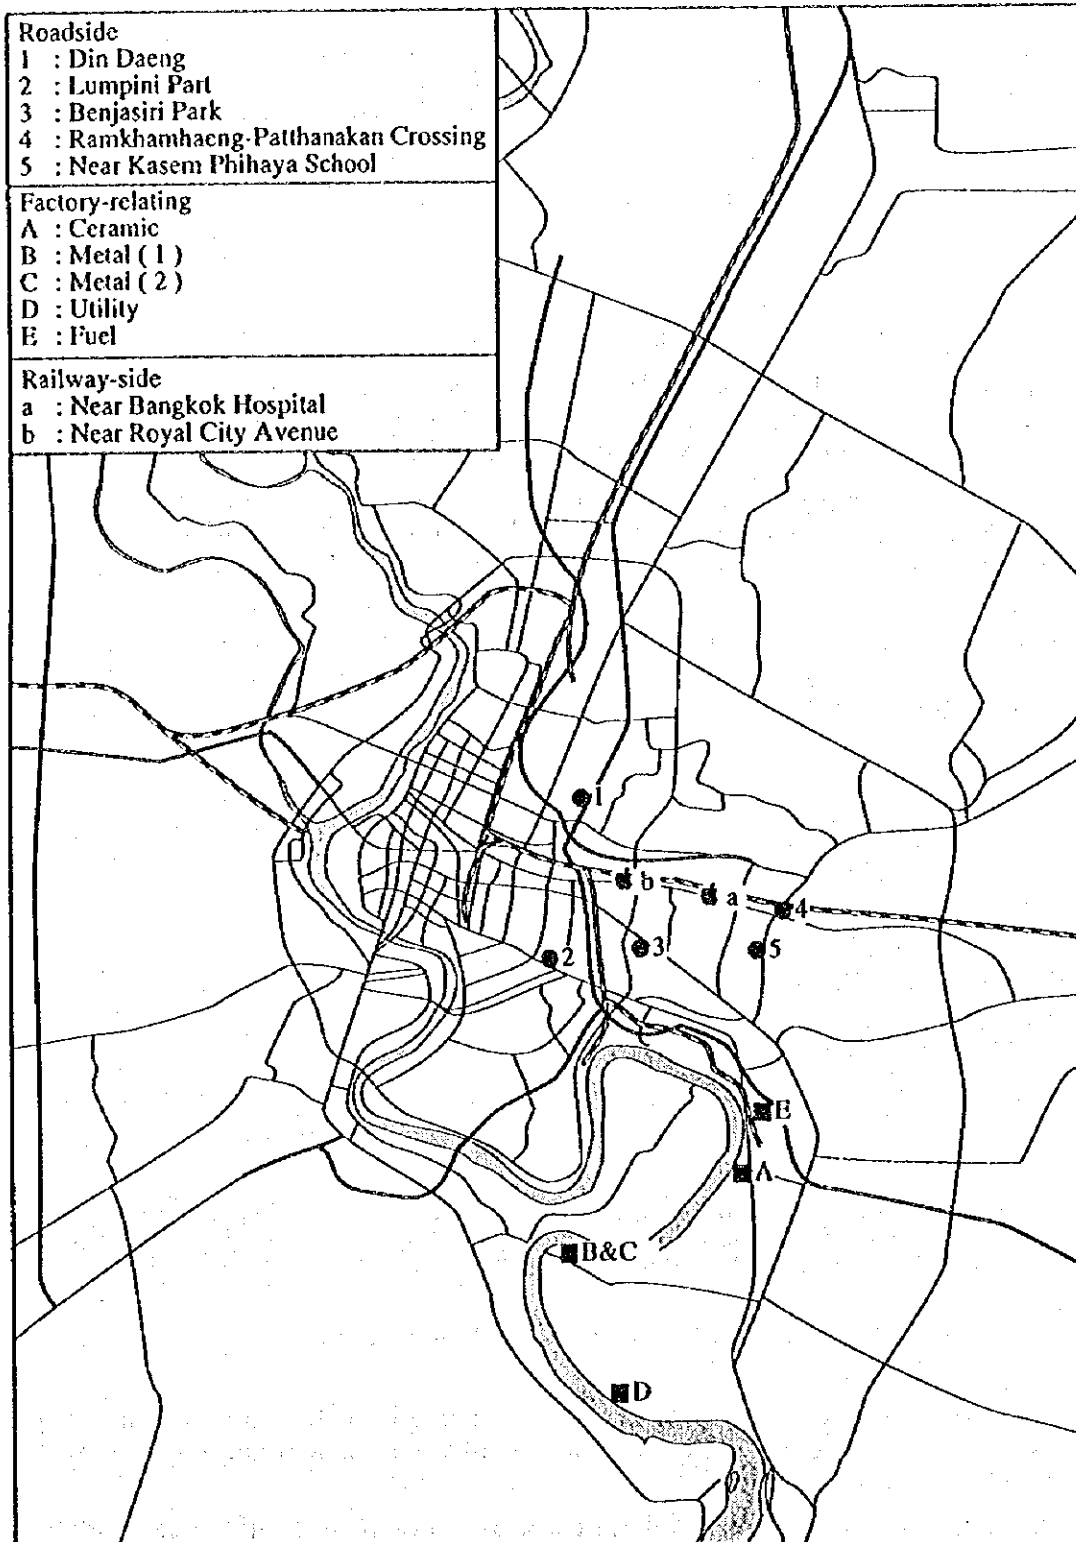 Roadside
1 : Din Daeng
2 : Lumpini Part
3 : Benjasiri Park
4 : Ramkhamhaeng-Patthanakan Crossing
5 : Near Kasem Phihaya School
Factory-relating
A : Ceramic
B : Metal ( 1 )
C : Metal ( 2 )
D : Utility
E : Fuel
Railway-side
a : Near Bangkok Hospital
b : Near Royal City Avenue
1
b
a
4
2
3
5
E
A
B&C
D